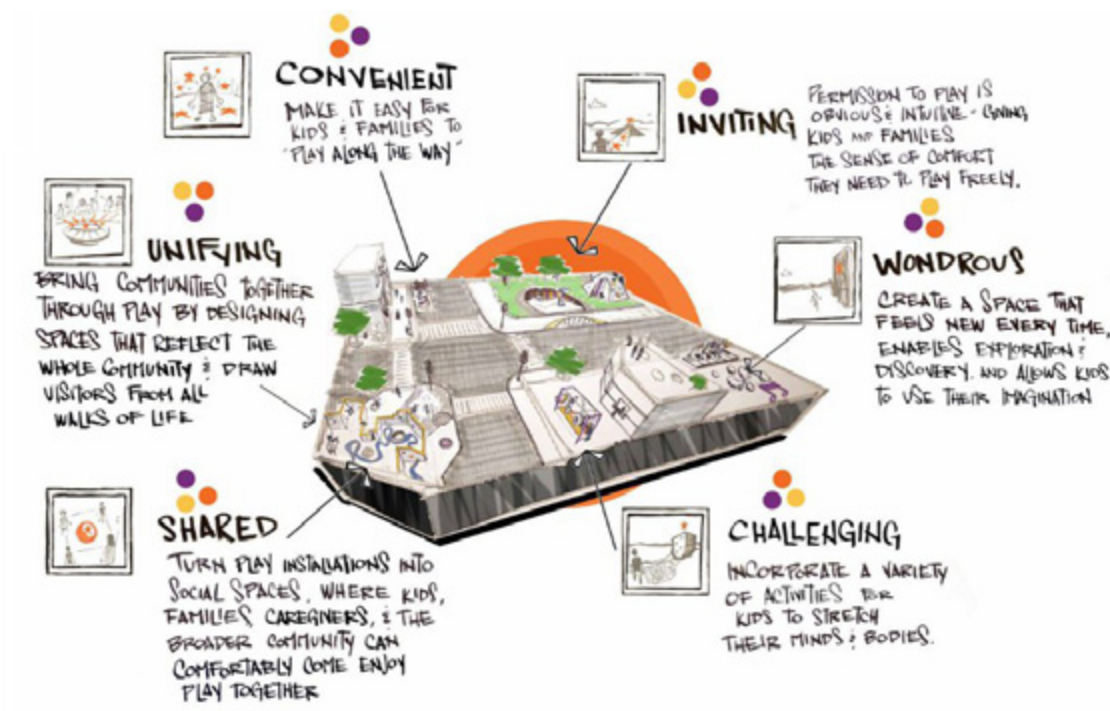 CONVENIENT
MAKE IT EASY FOR
KIDS & FAMILIES TO
"PLAY ALONG THE WAY"
INVITING
PERMISSION TO PLAY IS
OBVIOUS & INTUITIVE - GIVING
KIDS AND FAMILIES
THE SENSE OF COMFORT
THEY NEED TO PLAY FREELY.
UNIFYING
BRING COMMUNITIES TOGETHER
THROUGH PLAY BY DESIGNING
SPACES THAT REFLECT THE
WHOLE COMMUNITY & DRAW
VISITORS FROM ALL
WALKS OF LIFE
WONDROUS
CREATE A SPACE THAT
FEELS NEW EVERY TIME,
ENABLES EXPLORATION &
DISCOVERY. AND ALLOWS KIDS
TO USE THEIR IMAGINATION
SHARED
TURN PLAY INSTALLATIONS INTO
SOCIAL SPACES, WHERE KIDS,
FAMILIES, CAREGIVERS, & THE
BROADER COMMUNITY CAN
COMFORTABLY COME ENJOY
PLAY TOGETHER
CHALLENGING
INCORPORATE A VARIETY
OF ACTIVITIES FOR
KIDS TO STRETCH
THEIR MINDS & BODIES.